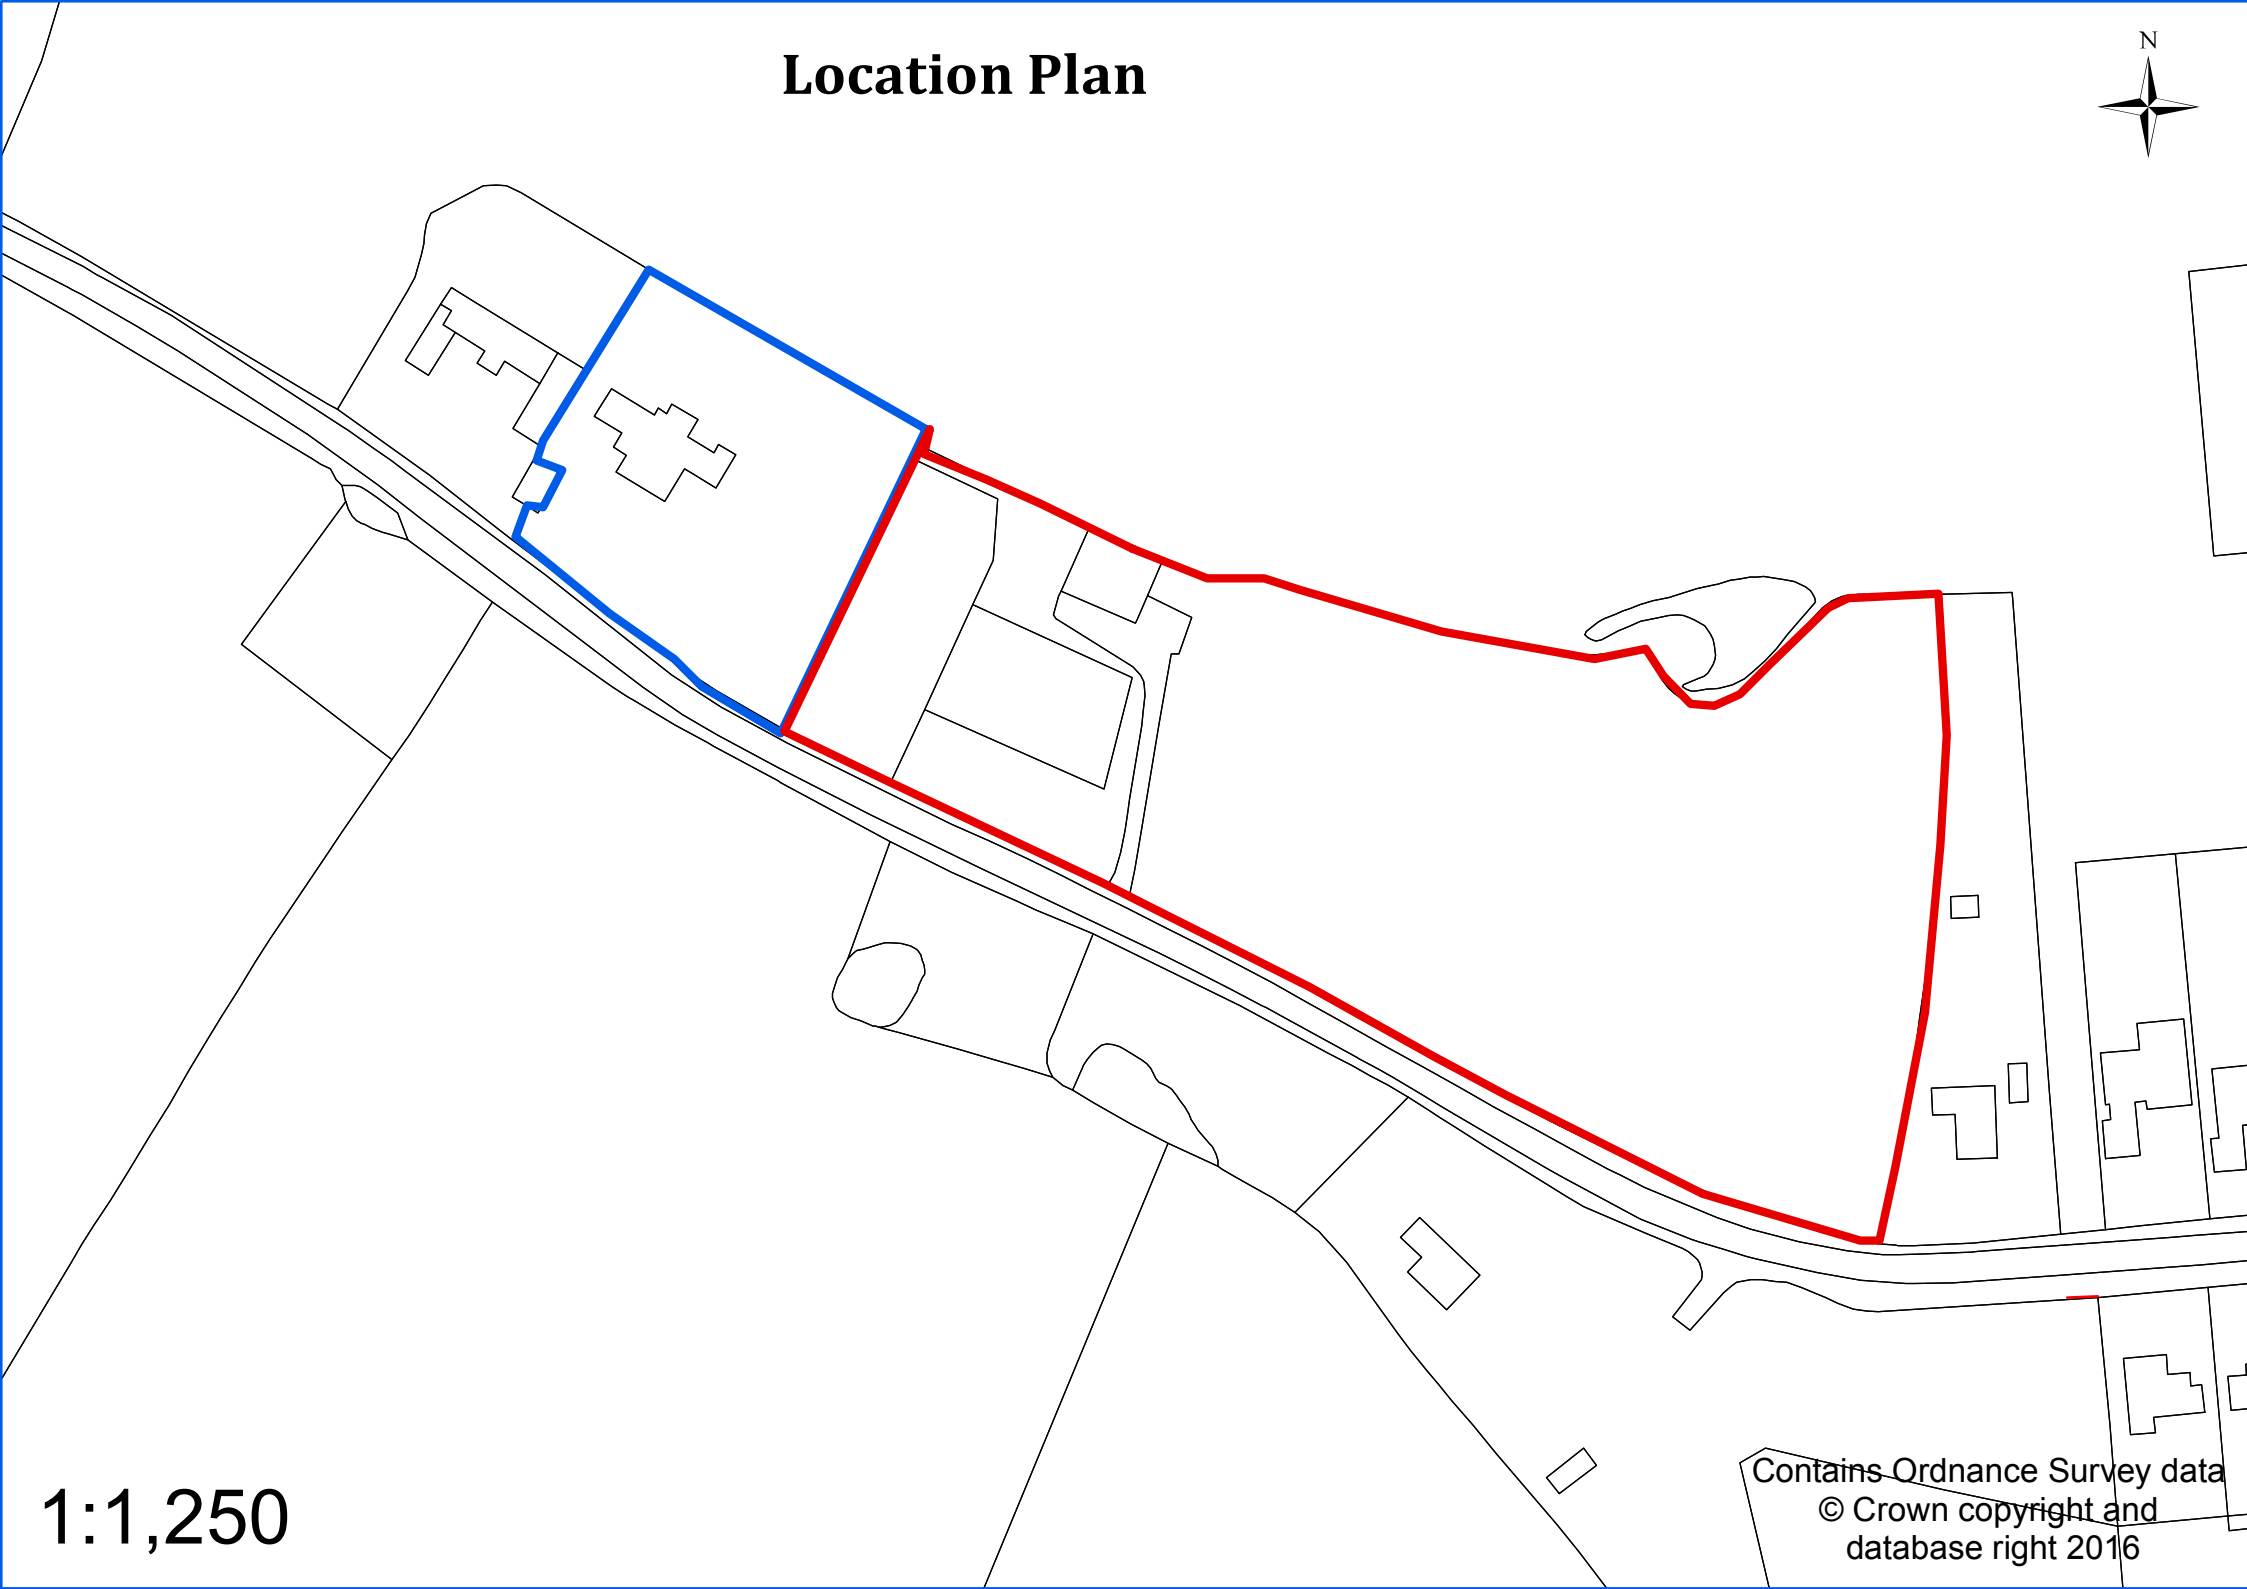 Location Plan
N
1:1,250
Contains Ordnance Survey data
© Crown copyright and
database right 2016